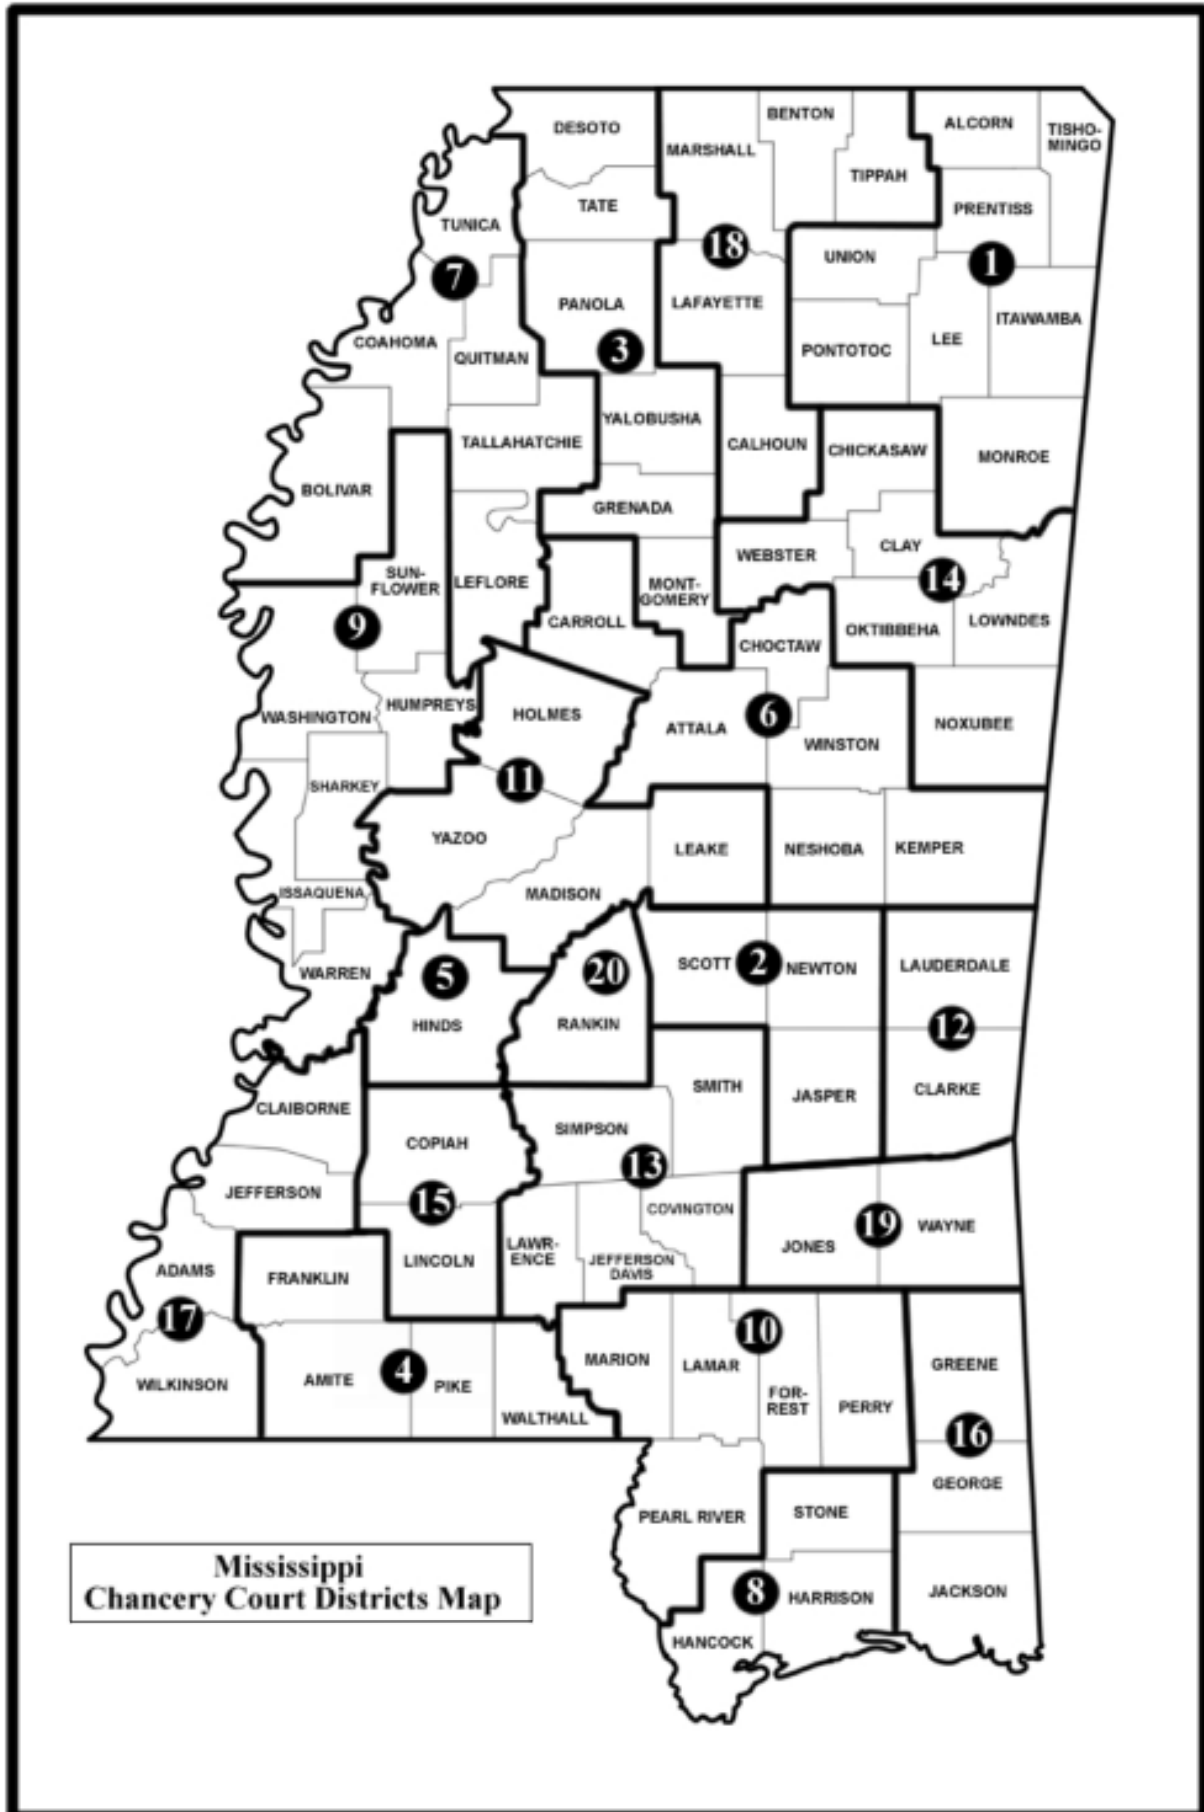 DESOTO
MARSHALL
BENTON
TIPPAH
ALCORN
TISHO-
MINGO
PRENTISS
TATE
TUNICA
18
UNION
1
7
PANOLA
LAFAYETTE
ITAWAMBA
COAHOMA
QUITMAN
3
PONTOTOC
LEE
YALOBUSHA
TALLAHATCHIE
CALHOUN
CHICKASAW
MONROE
BOLIVAR
GRENADA
WEBSTER
CLAY
SUN-
FLOWER
LEFLORE
MONT-
GOMERY
14
9
CARROLL
CHOCTAW
OKTIBBEHA
LOWNDES
WASHINGTON
HUMPREYS
HOLMES
ATTALA
6
WINSTON
NOXUBEE
SHARKEY
11
YAZOO
LEAKE
NESHOBA
KEMPER
ISSAQUENA
MADISON
WARREN
5
HINDS
20
RANKIN
SCOTT
2
NEWTON
LAUDERDALE
12
CLAIBORNE
SMITH
JASPER
CLARKE
COPIAH
SIMPSON
13
JEFFERSON
15
COVINGTON
19
WAYNE
JONES
LAWR-
ENCE
JEFFERSON
DAVIS
ADAMS
FRANKLIN
LINCOLN
17
10
WILKINSON
AMITE
4
PIKE
MARION
LAMAR
GREENE
WALTHALL
FOR-
REST
PERRY
16
GEORGE
PEARL RIVER
STONE
8
HARRISON
JACKSON
HANCOCK
Mississippi
Chancery Court Districts Map